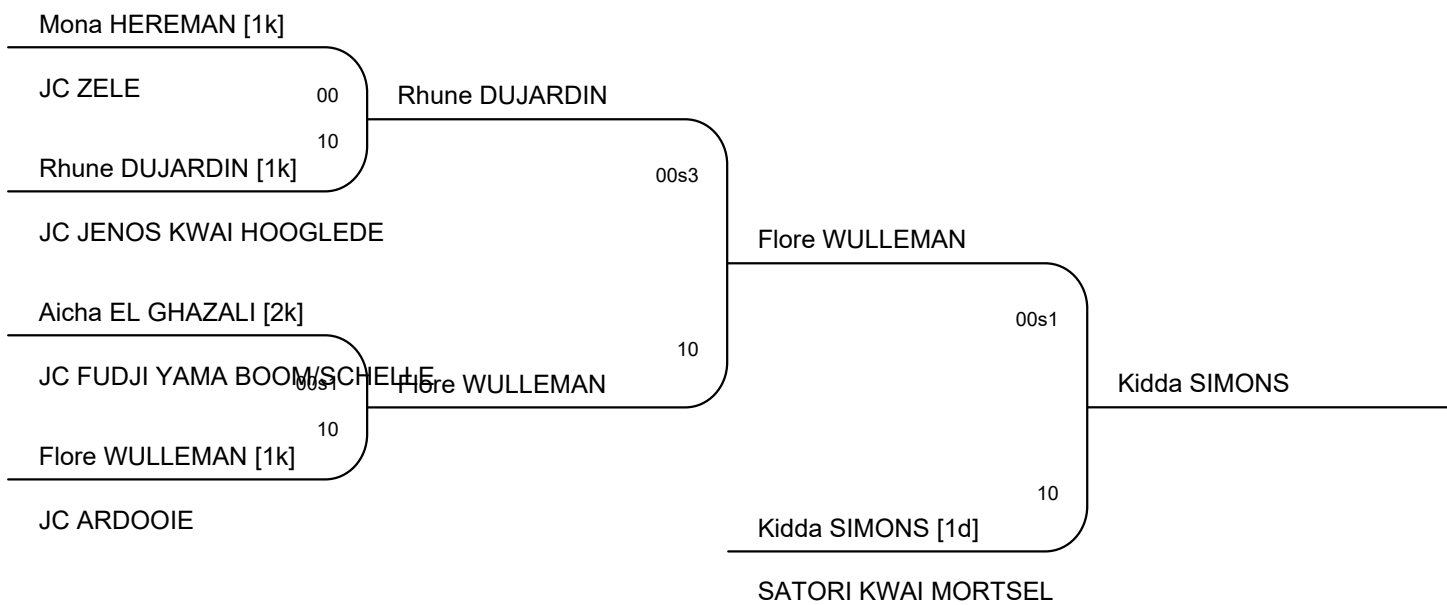 Mona HEREMAN [1k]
JC ZELE
00
Rhune DUJARDIN
10
Rhune DUJARDIN [1k]
00s3
JC JENOS KWAI HOOGLEDE
Flore WULLEMAN
Aicha EL GHAZALI [2k]
00s1
10
JC FUDJI YAMA BOOM/SCHELLE
00s1
Flore WULLEMAN
Kidda SIMONS
10
Flore WULLEMAN [1k]
10
JC ARDOOIE
Kidda SIMONS [1d]
SATORI KWAI MORTSEL